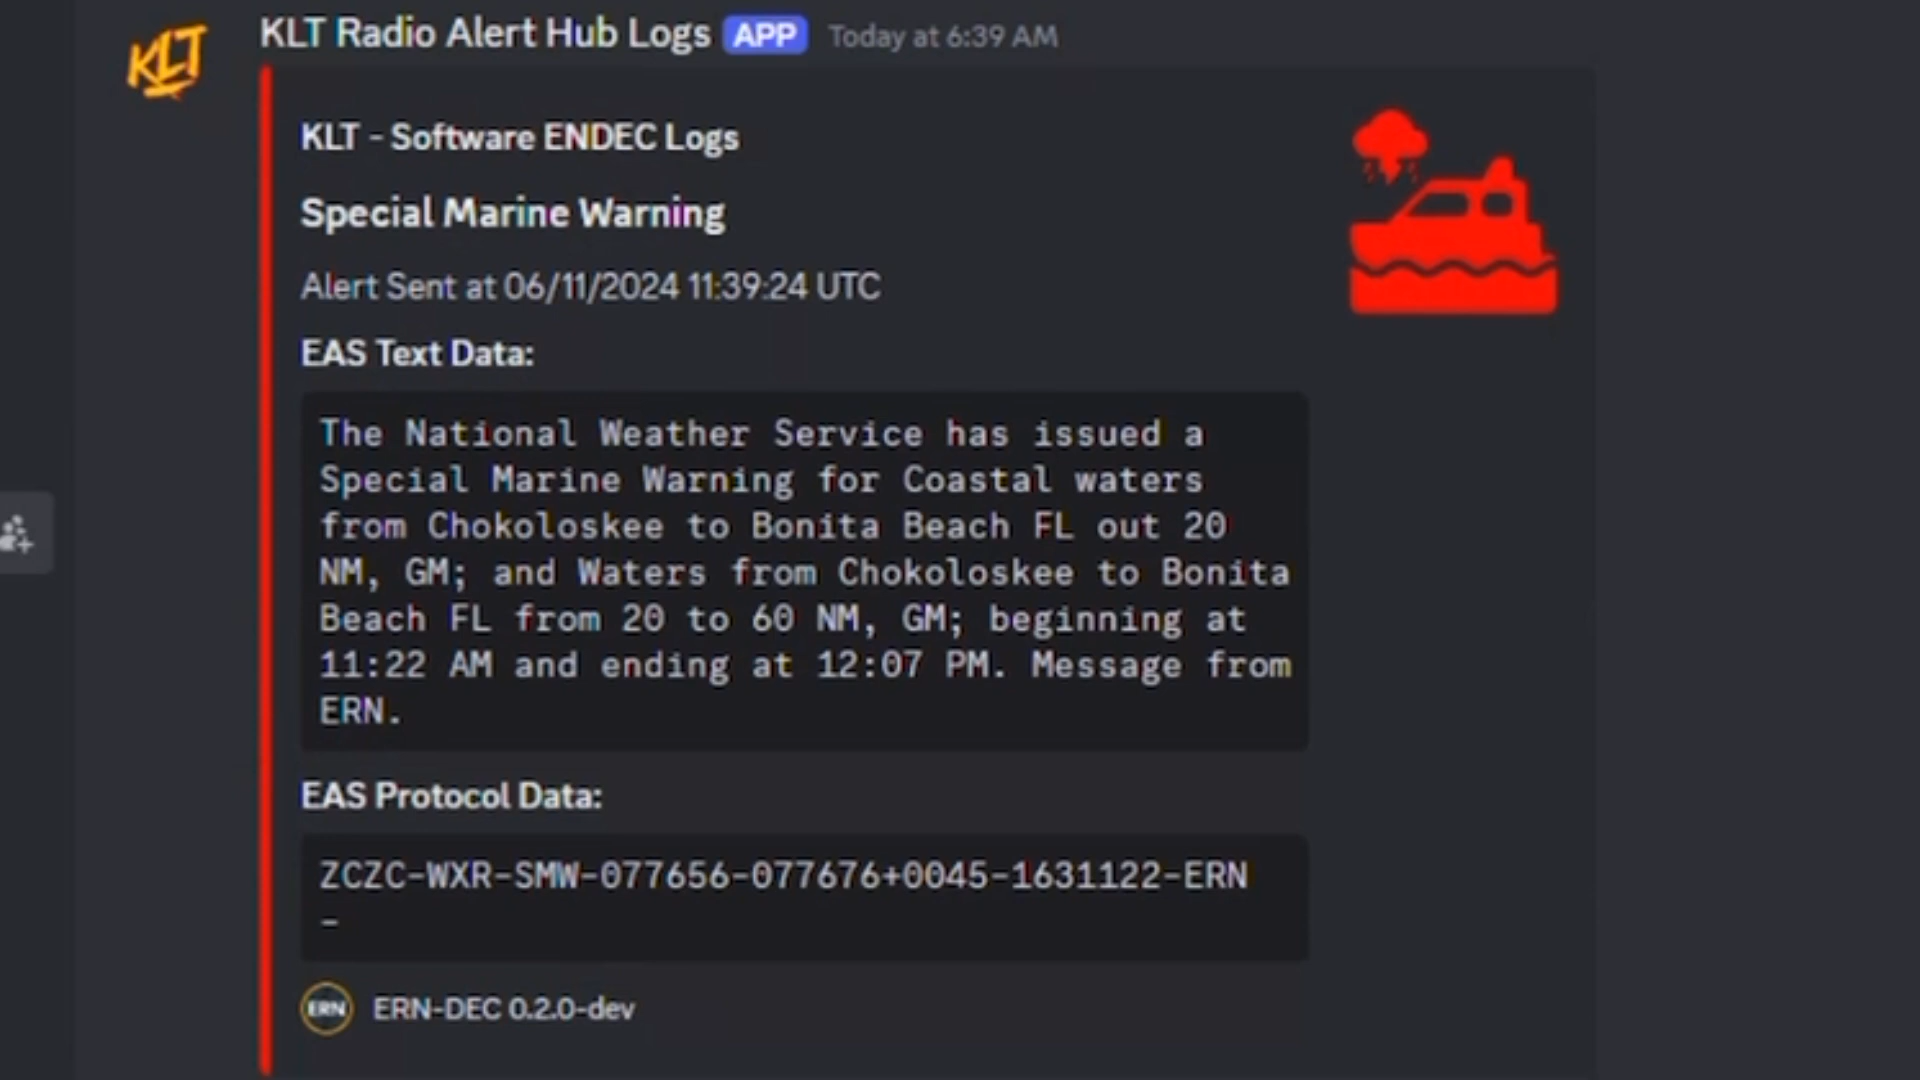 KLT
KLT Radio Alert Hub Logs APP Today at 6:39 AM
KLT - Software ENDEC Logs
Special Marine Warning
Alert Sent at 06/11/2024 11:39:24 UTC
EAS Text Data:
The National Weather Service has issued a
Special Marine Warning for Coastal waters
from Chokoloskee to Bonita Beach FL out 20
NM, GM; and Waters from Chokoloskee to Bonita
Beach FL from 20 to 60 NM, GM; beginning at
11:22 AM and ending at 12:07 PM. Message from
ERN.
EAS Protocol Data:
ZCZC-WXR-SMW-077656-077676+0045-1631122-ERN
-
ERN ERN-DEC 0.2.0-dev